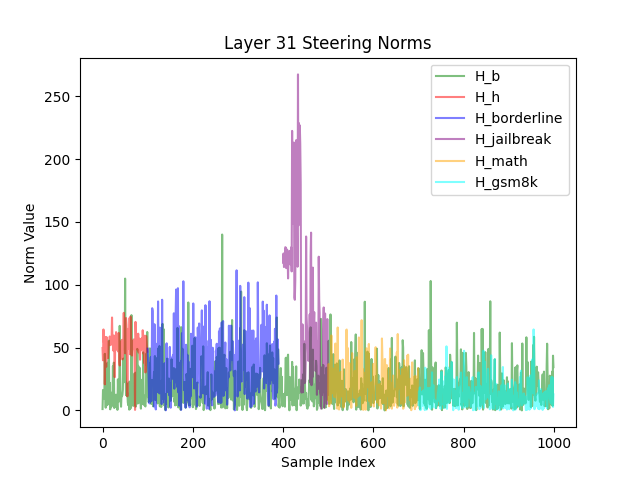 Layer 31 Steering Norms
H_b
H_h
H_borderline
H_jailbreak
H_math
H_gsm8k
250
200
150
100
50
0
Norm Value
0 200 400 600 800 1000
Sample Index